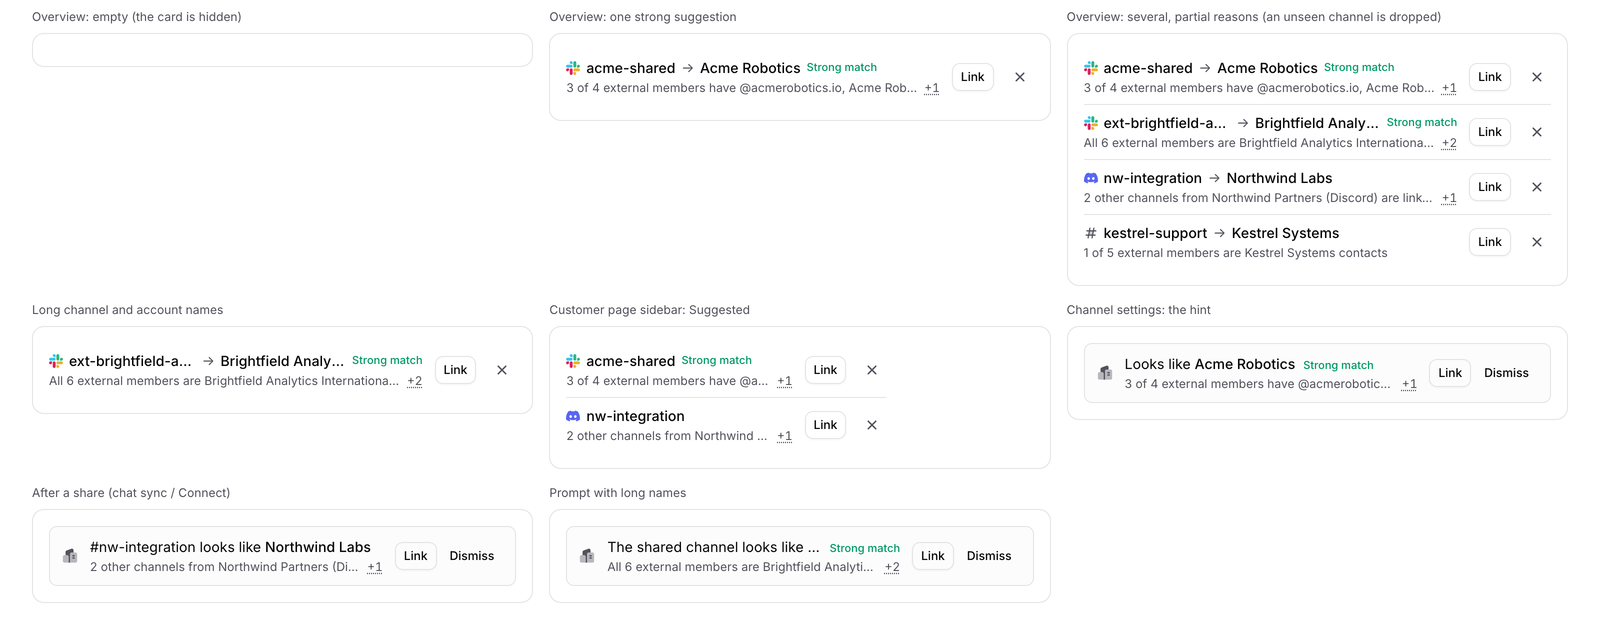 Overview: empty (the card is hidden)
Overview: one strong suggestion
acme-shared → Acme Robotics Strong match
3 of 4 external members have @acmerobotics.io, Acme Rob... +1
Link ×
Overview: several, partial reasons (an unseen channel is dropped)
acme-shared → Acme Robotics Strong match
3 of 4 external members have @acmerobotics.io, Acme Rob... +1
Link ×
ext-brightfield-a... → Brightfield Analy... Strong match
All 6 external members are Brightfield Analytics Internationa... +2
Link ×
nw-integration → Northwind Labs
2 other channels from Northwind Partners (Discord) are link... +1
Link ×
# kestrel-support → Kestrel Systems
1 of 5 external members are Kestrel Systems contacts
Link ×
Long channel and account names
ext-brightfield-a... → Brightfield Analy... Strong match
All 6 external members are Brightfield Analytics Internationa... +2
Link ×
Customer page sidebar: Suggested
acme-shared Strong match
3 of 4 external members have @a... +1
Link ×
nw-integration
2 other channels from Northwind ... +1
Link ×
Channel settings: the hint
Looks like Acme Robotics Strong match
3 of 4 external members have @acmerobotic... +1
Link Dismiss
After a share (chat sync / Connect)
#nw-integration looks like Northwind Labs
2 other channels from Northwind Partners (Di... +1
Link Dismiss
Prompt with long names
The shared channel looks like ... Strong match
All 6 external members are Brightfield Analyti... +2
Link Dismiss